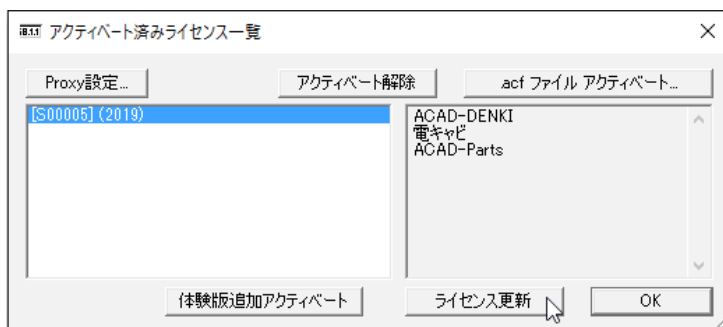 i8.1.1 アクティベート済みライセンス一覧
Proxy設定...
アクティベート解除
.acf ファイル アクティベート...
[S00005] (2019)
ACAD-DENKI
電キャビ
ACAD-Parts
体験版追加アクティベート
ライセンス更新
OK